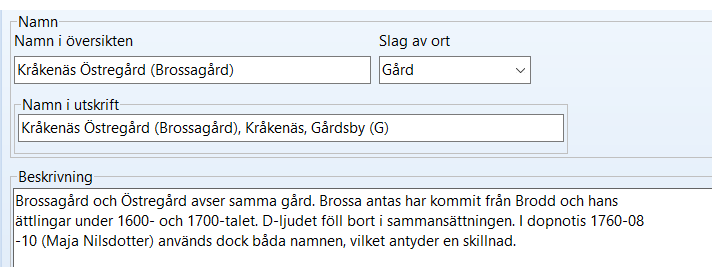 Namn
Namn i översikten
Slag av ort
Kråkenäs Östregård (Brossagård)
Gård
Namn i utskrift
Kråkenäs Östregård (Brossagård), Kråkenäs, Gårdsby (G)
Beskrivning
Brossagård och Östregård avser samma gård. Brossa antas har kommit från Brodd och hans
ättlingar under 1600- och 1700-talet. D-ljudet föll bort i sammansättningen. I dopnotis 1760-08
-10 (Maja Nilsdotter) används dock båda namnen, vilket antyder en skillnad.